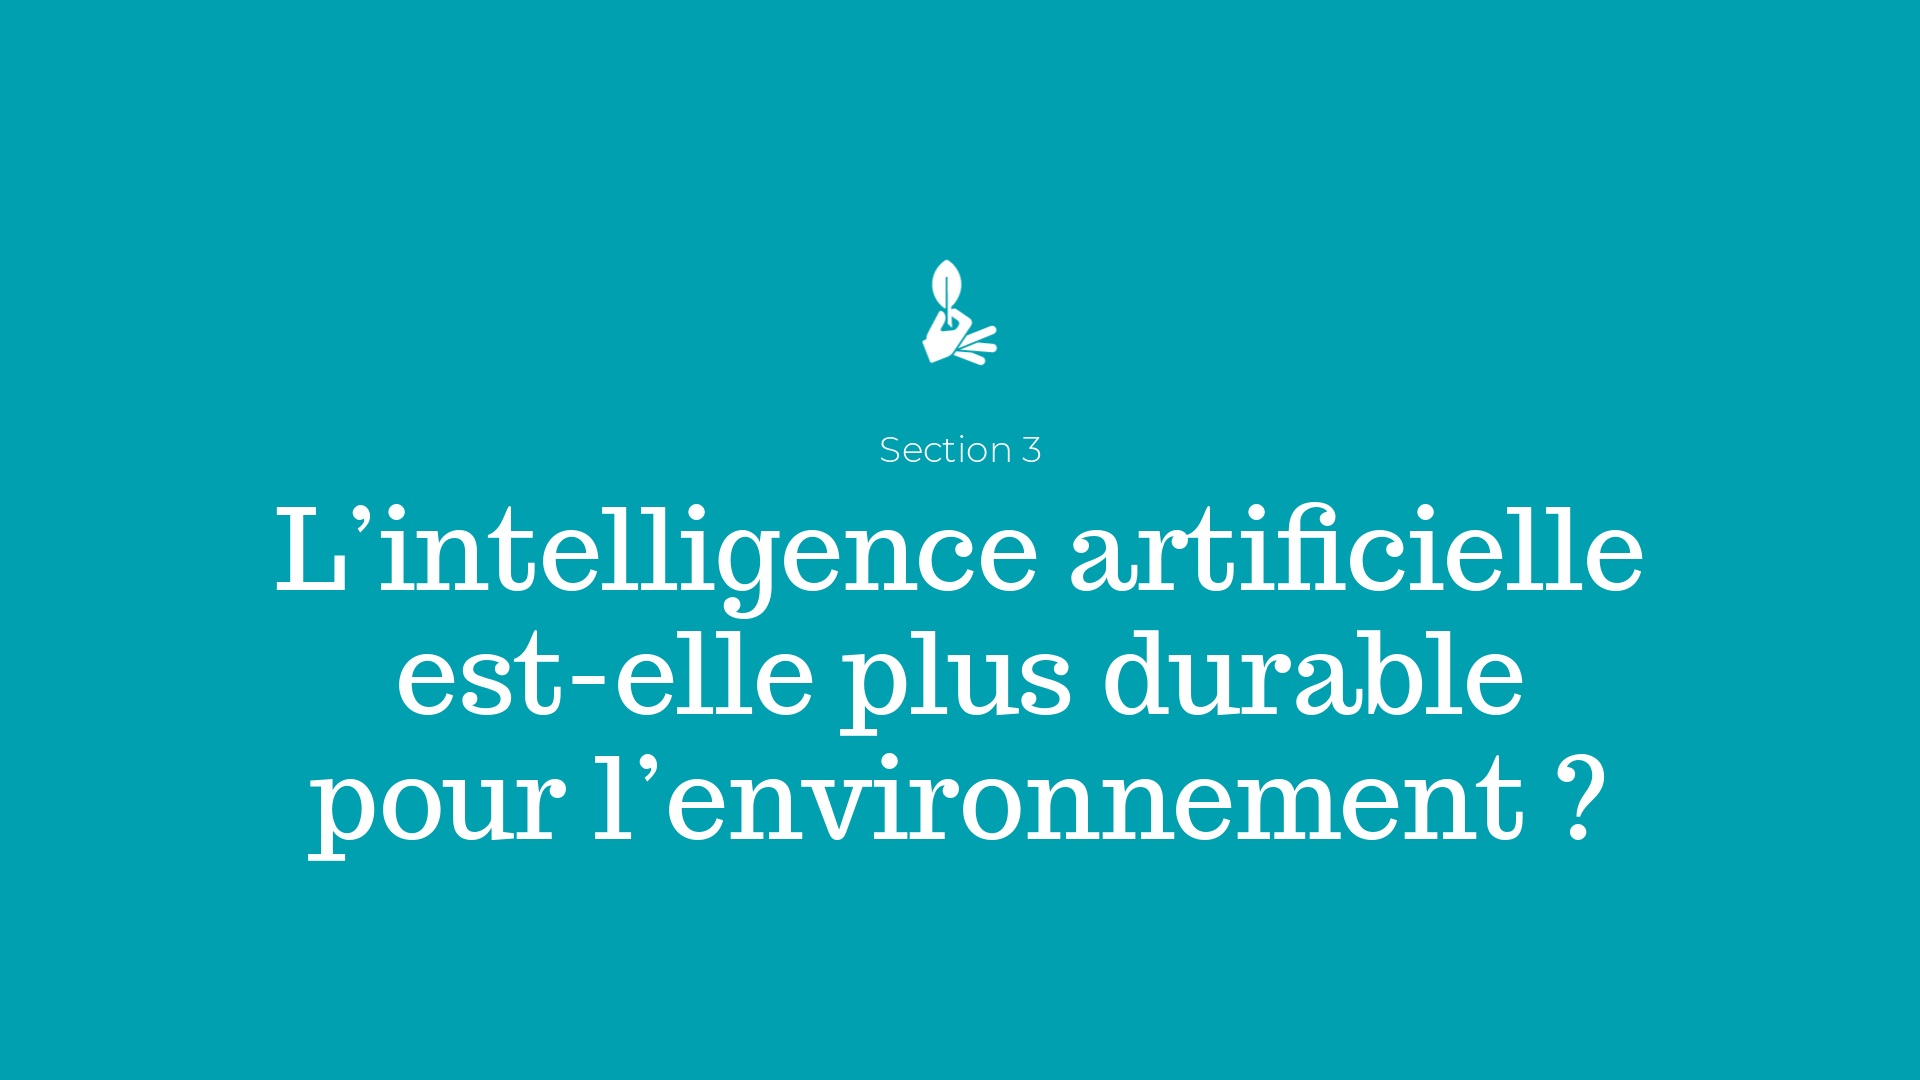 Section 3
L’intelligence artificielle
est-elle plus durable
pour l’environnement ?